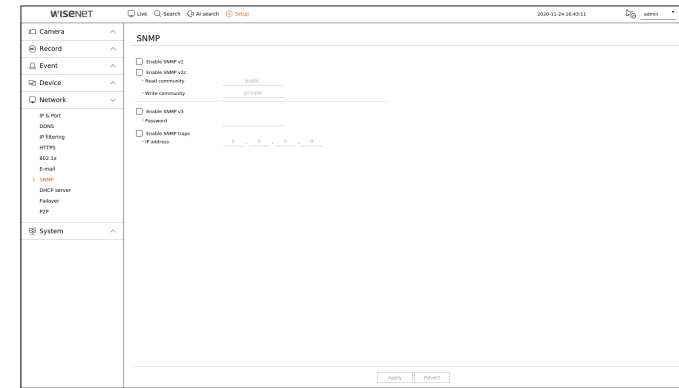 WISENET
Live Search AI search Setup 2020-11-24 16:43:11 admin
Camera
Record
Event
Device
Network
IP & Port
DDNS
IP filtering
HTTPS
802.1x
E-mail
SNMP
DHCP server
Failover
P2P
System
SNMP
Enable SNMP v1
Enable SNMP v2c
Read community public
Write community private
Enable SNMP v3
Password
Enable SNMP traps
IP address 0 . 0 . 0 . 0
Apply Revert